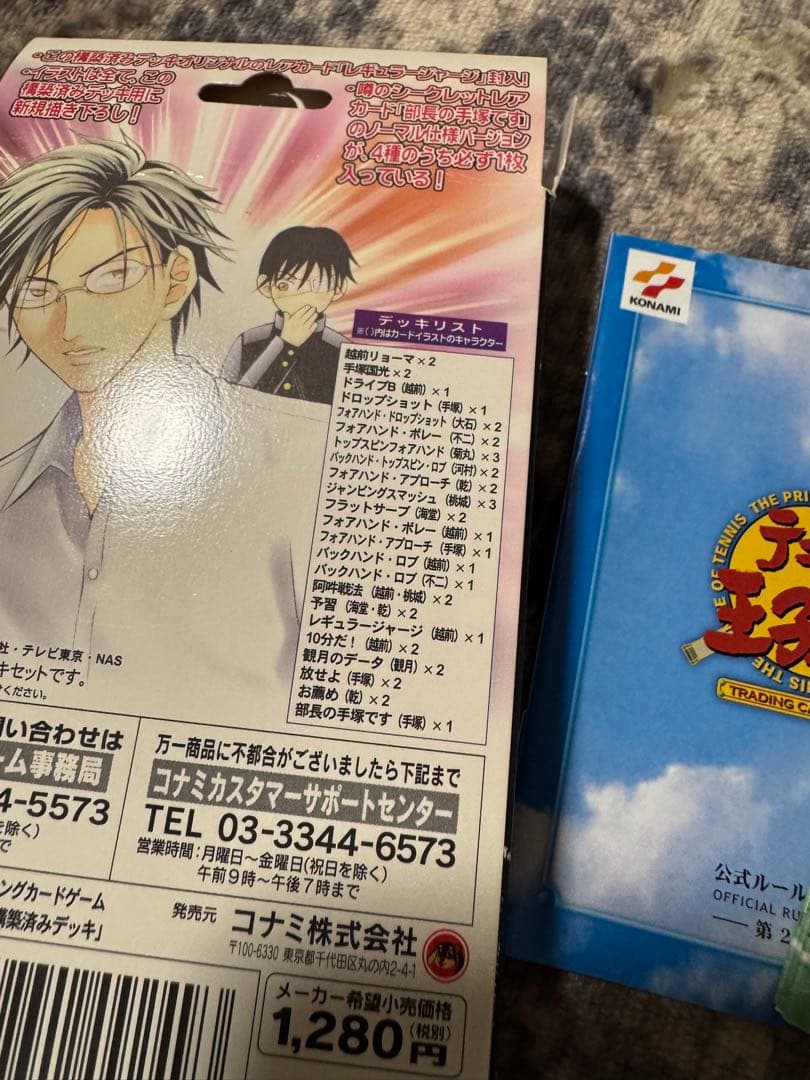 ・この構築済みデッキオリジナルのレアカード「レギュラージャージ」封入!
・イラストは全て、この
構築済みデッキ用に
新規描き下ろし!
・噂のシークレットレア
カード「部長の手塚です」
のノーマル仕様バージョン
が、4種のうち必ず1枚
入っている!
デッキリスト
※( )内はカードイラストのキャラクター
越前リョーマ×2
手塚国光×2
ドライブB(越前)×1
ドロップショット(手塚)×1
フォアハンド・ドロップショット(大石)×2
フォアハンド・ボレー(不二)×2
トップスピンフォアハンド(菊丸)×3
バックハンド・トップスピン・ロブ(河村)×2
フォアハンド・アプローチ(乾)×2
ジャンピングスマッシュ(桃城)×3
フラットサーブ(海堂)×2
フォアハンド・ボレー(越前)×1
フォアハンド・アプローチ(手塚)×1
バックハンド・ロブ(越前)×1
バックハンド・ロブ(不二)×1
阿吽戦法(越前・桃城)×2
予習(海堂・乾)×2
レギュラージャージ(越前)×1
10分だ!(越前)×2
観月のデータ(観月)×2
放せよ(手塚)×2
お薦め(乾)×2
部長の手塚です(手塚)×1
社・テレビ東京・NAS
キセットです。
ください。
問い合わせは
ーム事務局
4-5573
を除く)
で
万一商品に不都合がございましたら下記まで
コナミカスタマーサポートセンター
TEL 03-3344-6573
営業時間:月曜日〜金曜日(祝日を除く)
午前9時〜午後7時まで
ングカードゲーム
構築済みデッキ」
発売元 コナミ株式会社
〒100-6330 東京都千代田区丸の内2-4-1
メーカー希望小売価格
1,280円(税別)
KONAMI
E OF TENNIS THE PRI
テ
王子
NIS THE
TRADING CA
公式ルール
OFFICIAL RU
第2